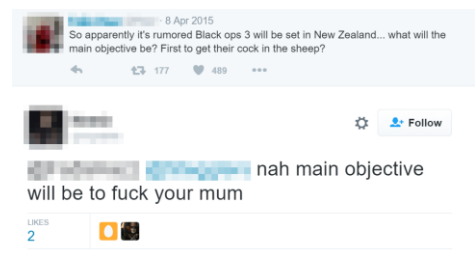 · 8 Apr 2015
So apparently it's rumored Black ops 3 will be set in New Zealand... what will the
main objective be? First to get their cock in the sheep?
177 489
Follow
nah main objective
will be to fuck your mum
LIKES
2